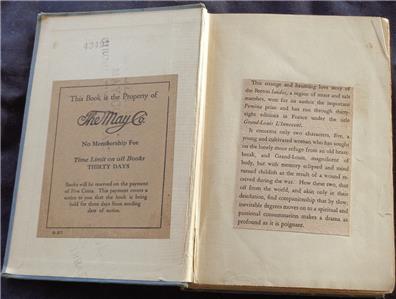 This Book is the Property of
The May Co.
No Membership Fee
Time Limit on all Books
THIRTY DAYS
Books will be reserved on the payment
of Five Cents. This payment covers a
notice to you that the book is being
held for three days from sending
date of notice.
This strange and haunting love story of
the Breton landes, a region of waste and salt
marshes, won for its author the important
Femina prize and has run through thirty-
eight editions in France under the title
Grand-Louis L'Innocent.
It concerns only two characters, Eve, a
young and cultivated woman who has sought
on the lonely moor refuge from an old heart-
break, and Grand-Louis, magnificent of
body, but with memory eclipsed and mind
turned childish as the result of a wound re-
ceived during the war. How these two, cut
off from the world, and akin only in their
desolation, find companionship that by slow,
inevitable degrees moves on to a spiritual and
passional consummation makes a drama as
profound as it is poignant.